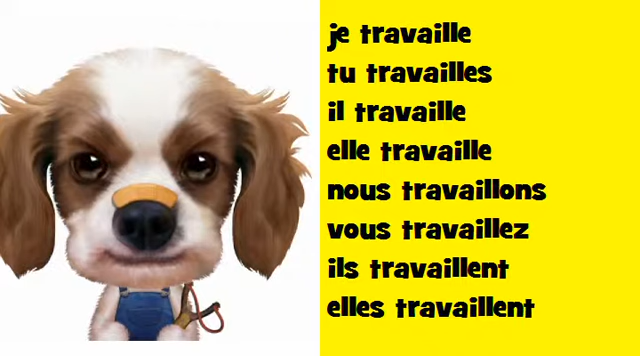 je travaille
tu travailles
il travaille
elle travaille
nous travaillons
vous travaillez
ils travaillent
elles travaillent